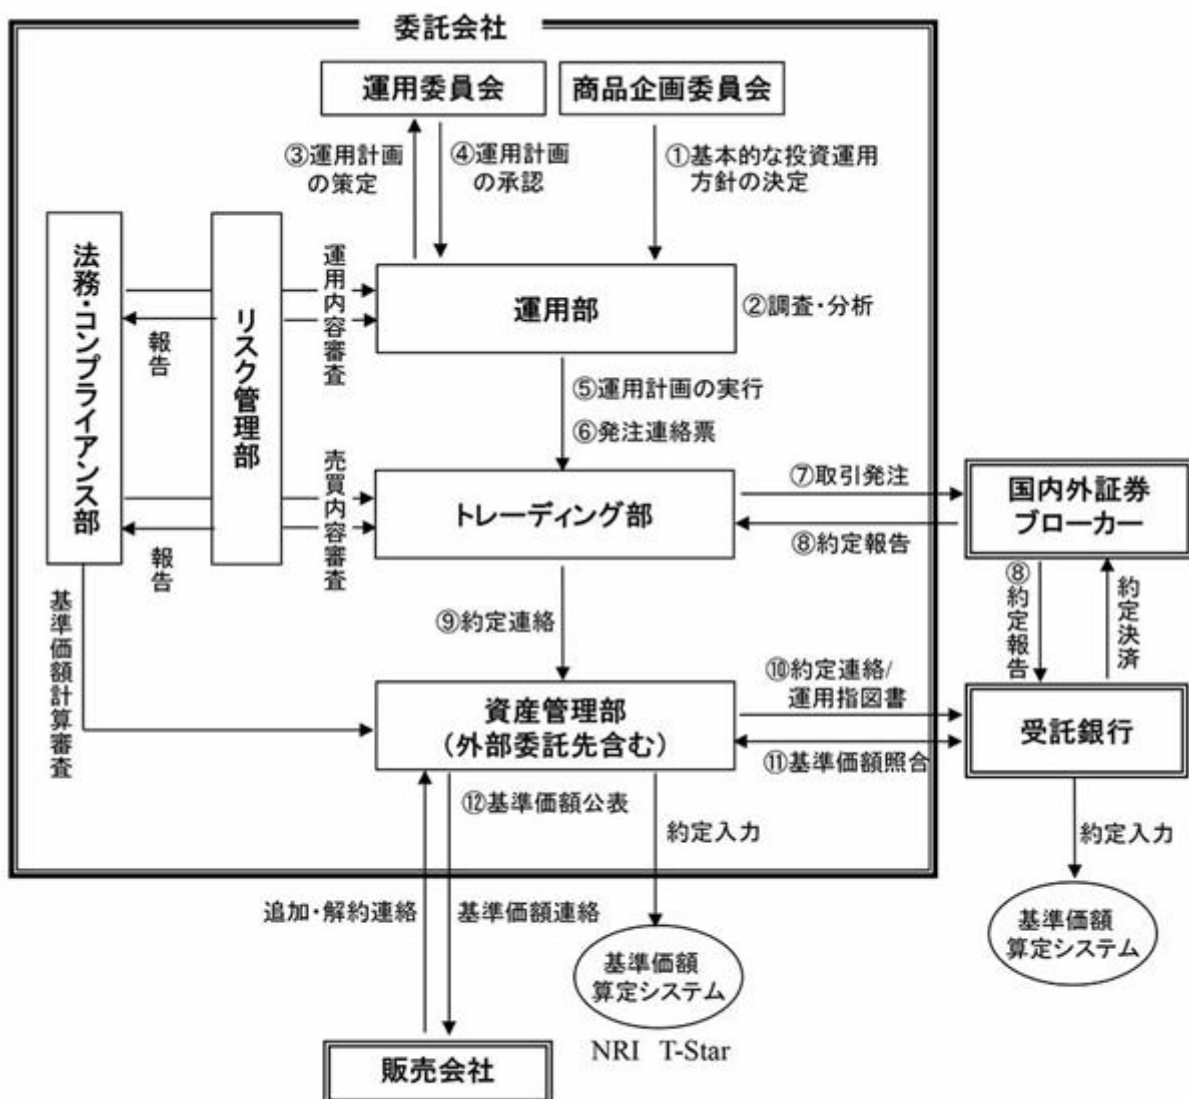 委託会社
運用委員会
商品企画委員会
③運用計画
の策定
④運用計画
の承認
①基本的な投資運用
方針の決定
法務・コンプライアンス部
リスク管理部
運用内容審査
報告
運用部
②調査・分析
⑤運用計画の実行
⑥発注連絡票
売買内容審査
報告
トレーディング部
⑦取引発注
⑧約定報告
国内外証券
ブローカー
⑧約定報告
約定決済
基準価額計算審査
⑨約定連絡
資産管理部
(外部委託先含む)
⑩約定連絡/
運用指図書
⑪基準価額照合
受託銀行
⑫基準価額公表
約定入力
約定入力
追加・解約連絡
基準価額連絡
基準価額
算定システム
NRI T-Star
基準価額
算定システム
販売会社